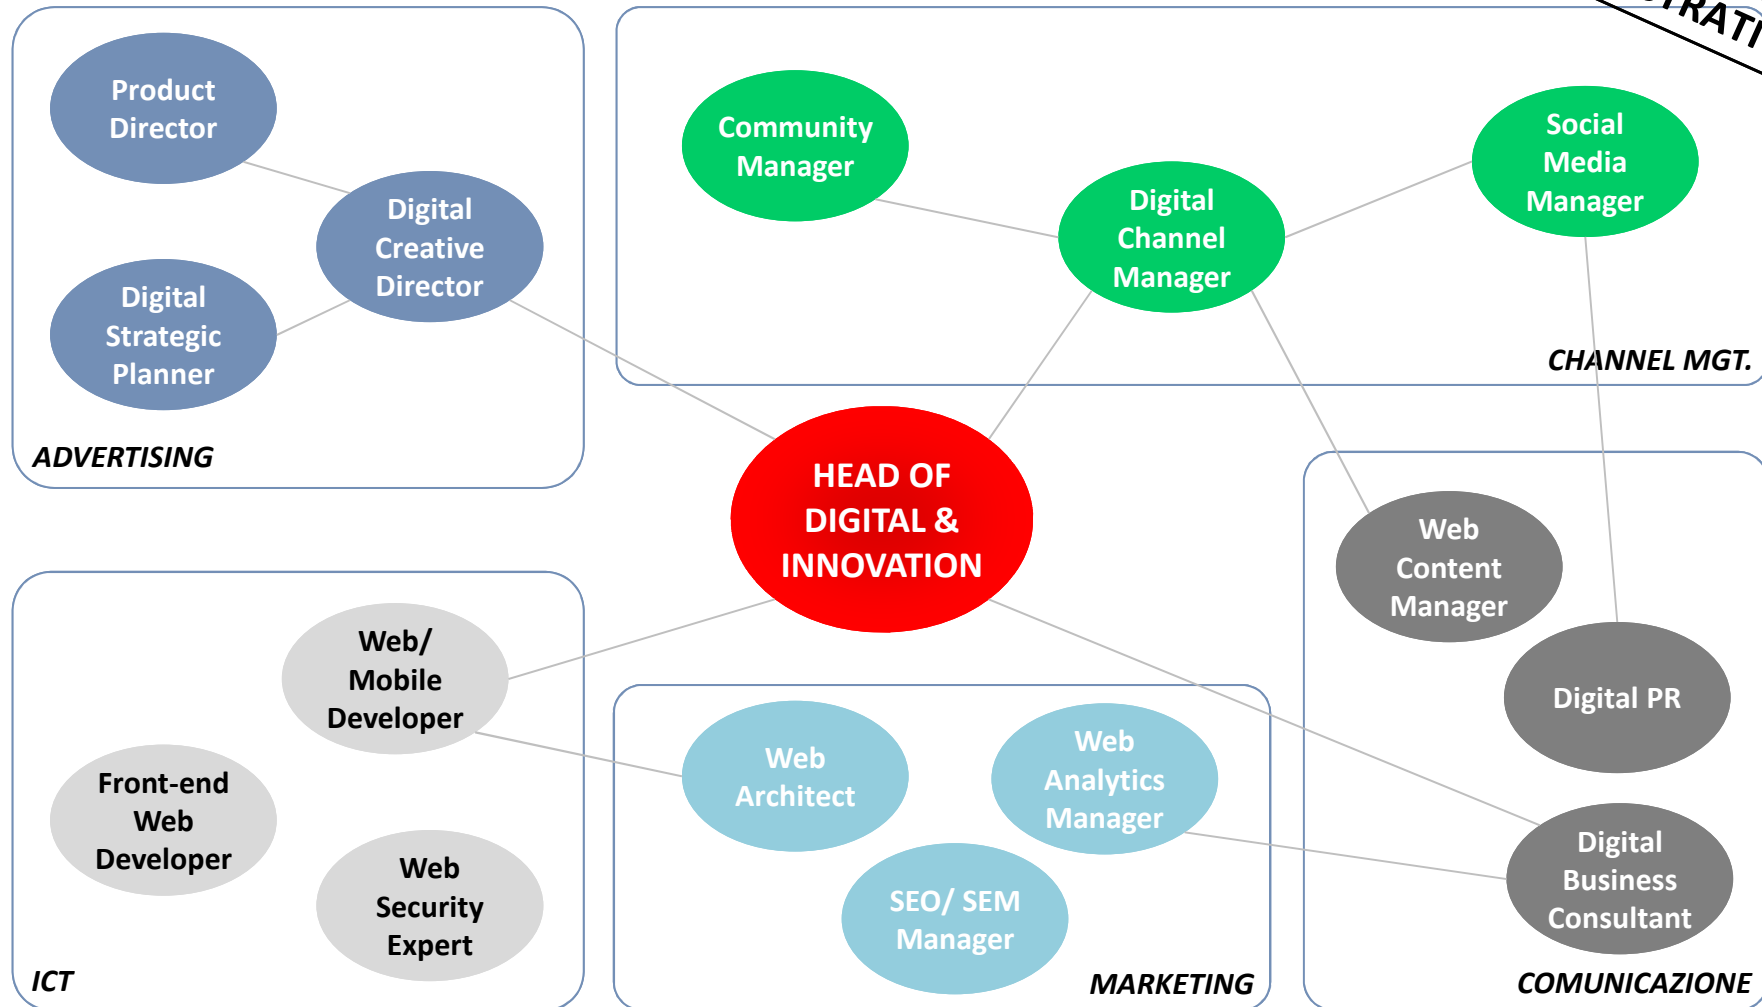 Product
Director
Digital
Creative
Director
Digital
Strategic
Planner
ADVERTISING
Community
Manager
Digital
Channel
Manager
Social
Media
Manager
CHANNEL MGT.
HEAD OF
DIGITAL &
INNOVATION
Web/
Mobile
Developer
Front-end
Web
Developer
Web
Security
Expert
ICT
Web
Architect
Web
Analytics
Manager
SEO/ SEM
Manager
MARKETING
Web
Content
Manager
Digital PR
Digital
Business
Consultant
COMUNICAZIONE